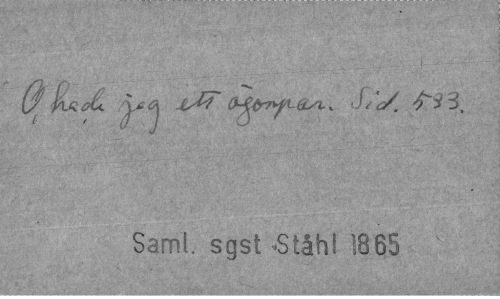 O, hade jag ett ögonpar. Sid. 533.
Saml. sgst Ståhl 1865